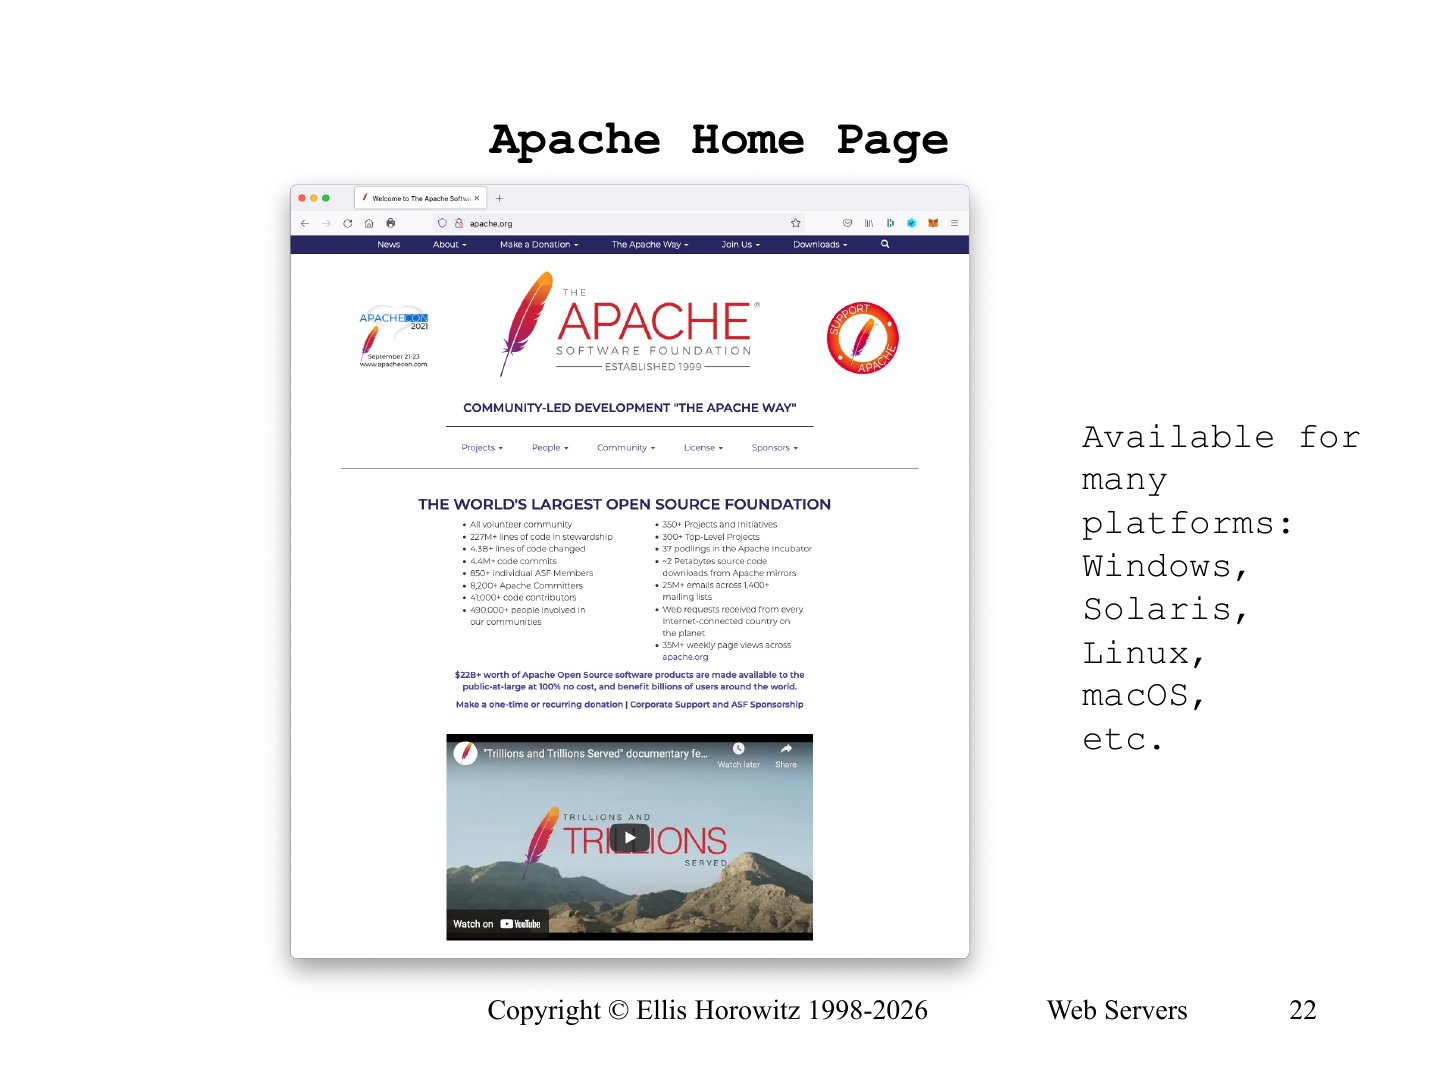 Apache Home Page
Welcome to The Apache Softwa
apache.org
News About Make a Donation The Apache Way Join Us Downloads
APACHECON
2021
September 21-23
www.apachecon.com
THE
APACHE®
SOFTWARE FOUNDATION
ESTABLISHED 1999
SUPPORT
APACHE
COMMUNITY-LED DEVELOPMENT "THE APACHE WAY"
Projects People Community License Sponsors
THE WORLD'S LARGEST OPEN SOURCE FOUNDATION
• All volunteer community
• 227M+ lines of code in stewardship
• 4.3B+ lines of code changed
• 4.4M+ code commits
• 850+ individual ASF Members
• 8,200+ Apache Committers
• 41,000+ code contributors
• 490,000+ people involved in
our communities
• 350+ Projects and Initiatives
• 300+ Top-Level Projects
• 37 podlings in the Apache Incubator
• ~2 Petabytes source code
downloads from Apache mirrors
• 25M+ emails across 1,400+
mailing lists
• Web requests received from every
Internet-connected country on
the planet
• 35M+ weekly page views across
apache.org
$22B+ worth of Apache Open Source software products are made available to the
public-at-large at 100% no cost, and benefit billions of users around the world.
Make a one-time or recurring donation | Corporate Support and ASF Sponsorship
"Trillions and Trillions Served" documentary fe...
Watch later Share
TRILLIONS AND
TRILLIONS
SERVED
Watch on YouTube
Available for
many
platforms:
Windows,
Solaris,
Linux,
macOS,
etc.
Copyright © Ellis Horowitz 1998-2026 Web Servers 22